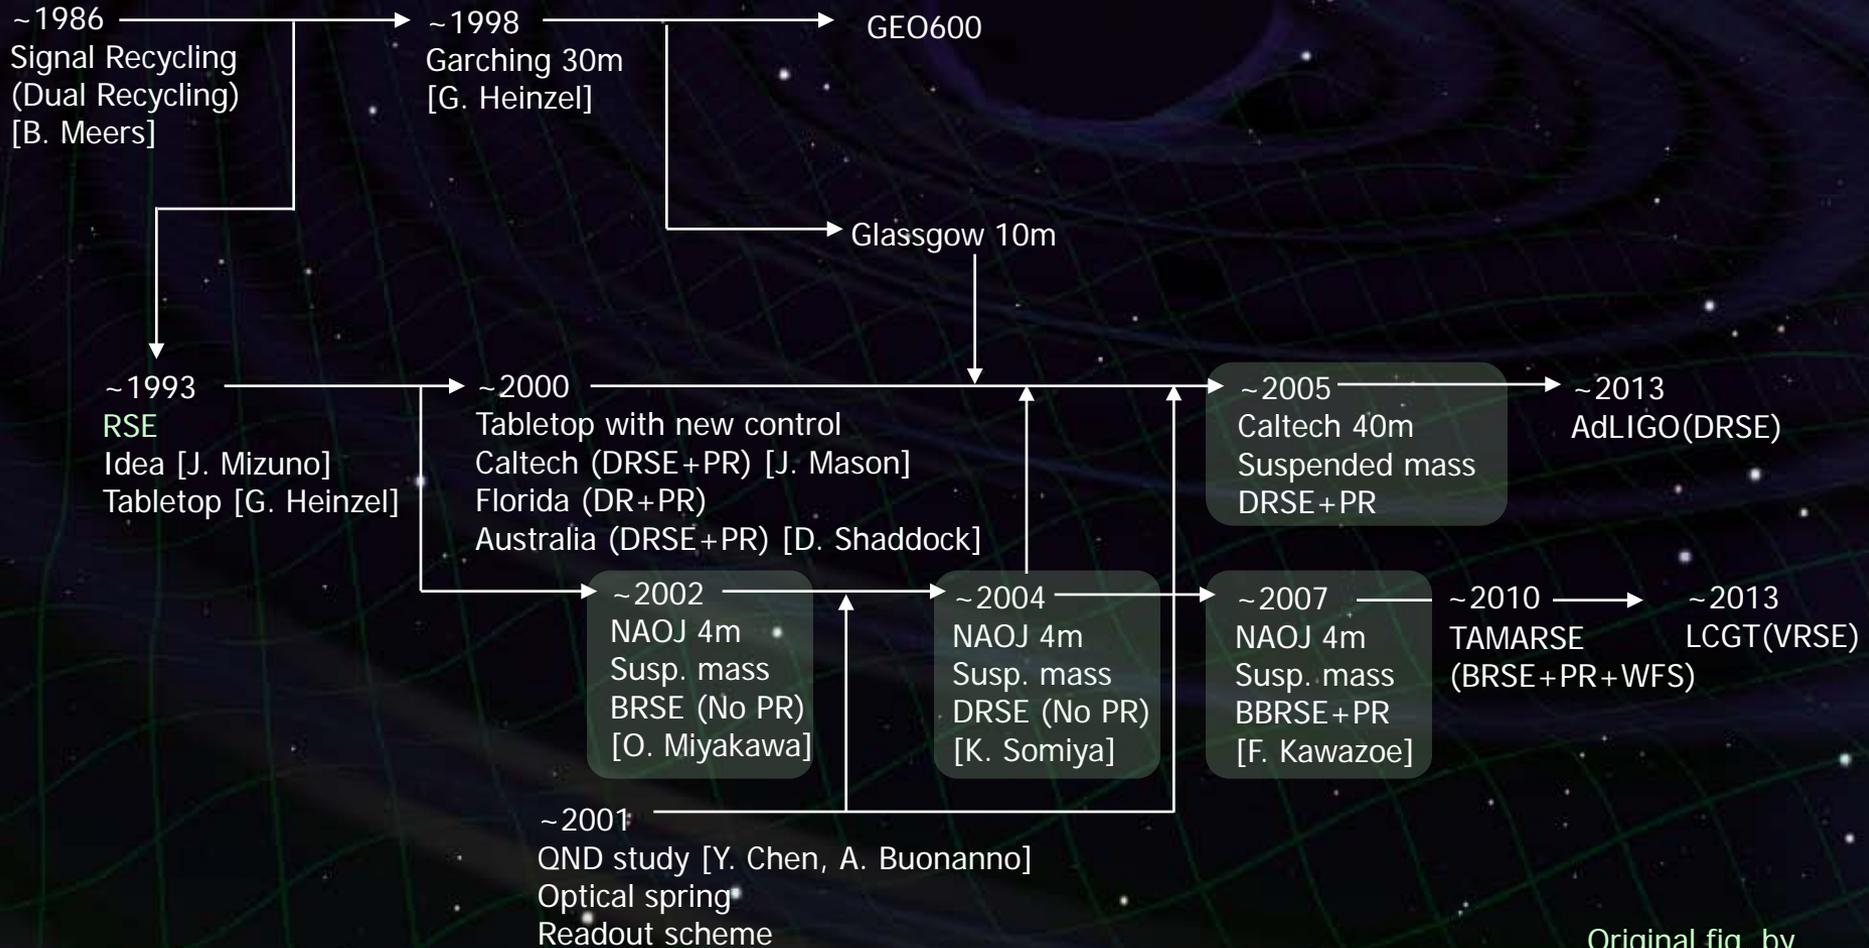 ~1986
Signal Recycling
(Dual Recycling)
[B. Meers]
~1998
Garching 30m
[G. Heinzel]
GEO600
Glassgow 10m
~1993
RSE
Idea [J. Mizuno]
Tabletop [G. Heinzel]
~2000
Tabletop with new control
Caltech (DRSE+PR) [J. Mason]
Florida (DR+PR)
Australia (DRSE+PR) [D. Shaddock]
~2005
Caltech 40m
Suspended mass
DRSE+PR
~2013
AdLIGO(DRSE)
~2002
NAOJ 4m
Susp. mass
BRSE (No PR)
[O. Miyakawa]
~2004
NAOJ 4m
Susp. mass
DRSE (No PR)
[K. Somiya]
~2007
NAOJ 4m
Susp. mass
BBRSE+PR
[F. Kawazoe]
~2010
TAMARSE
(BRSE+PR+WFS)
~2013
LCGT(VRSE)
~2001
QND study [Y. Chen, A. Buonanno]
Optical spring
Readout scheme
Original fig. by